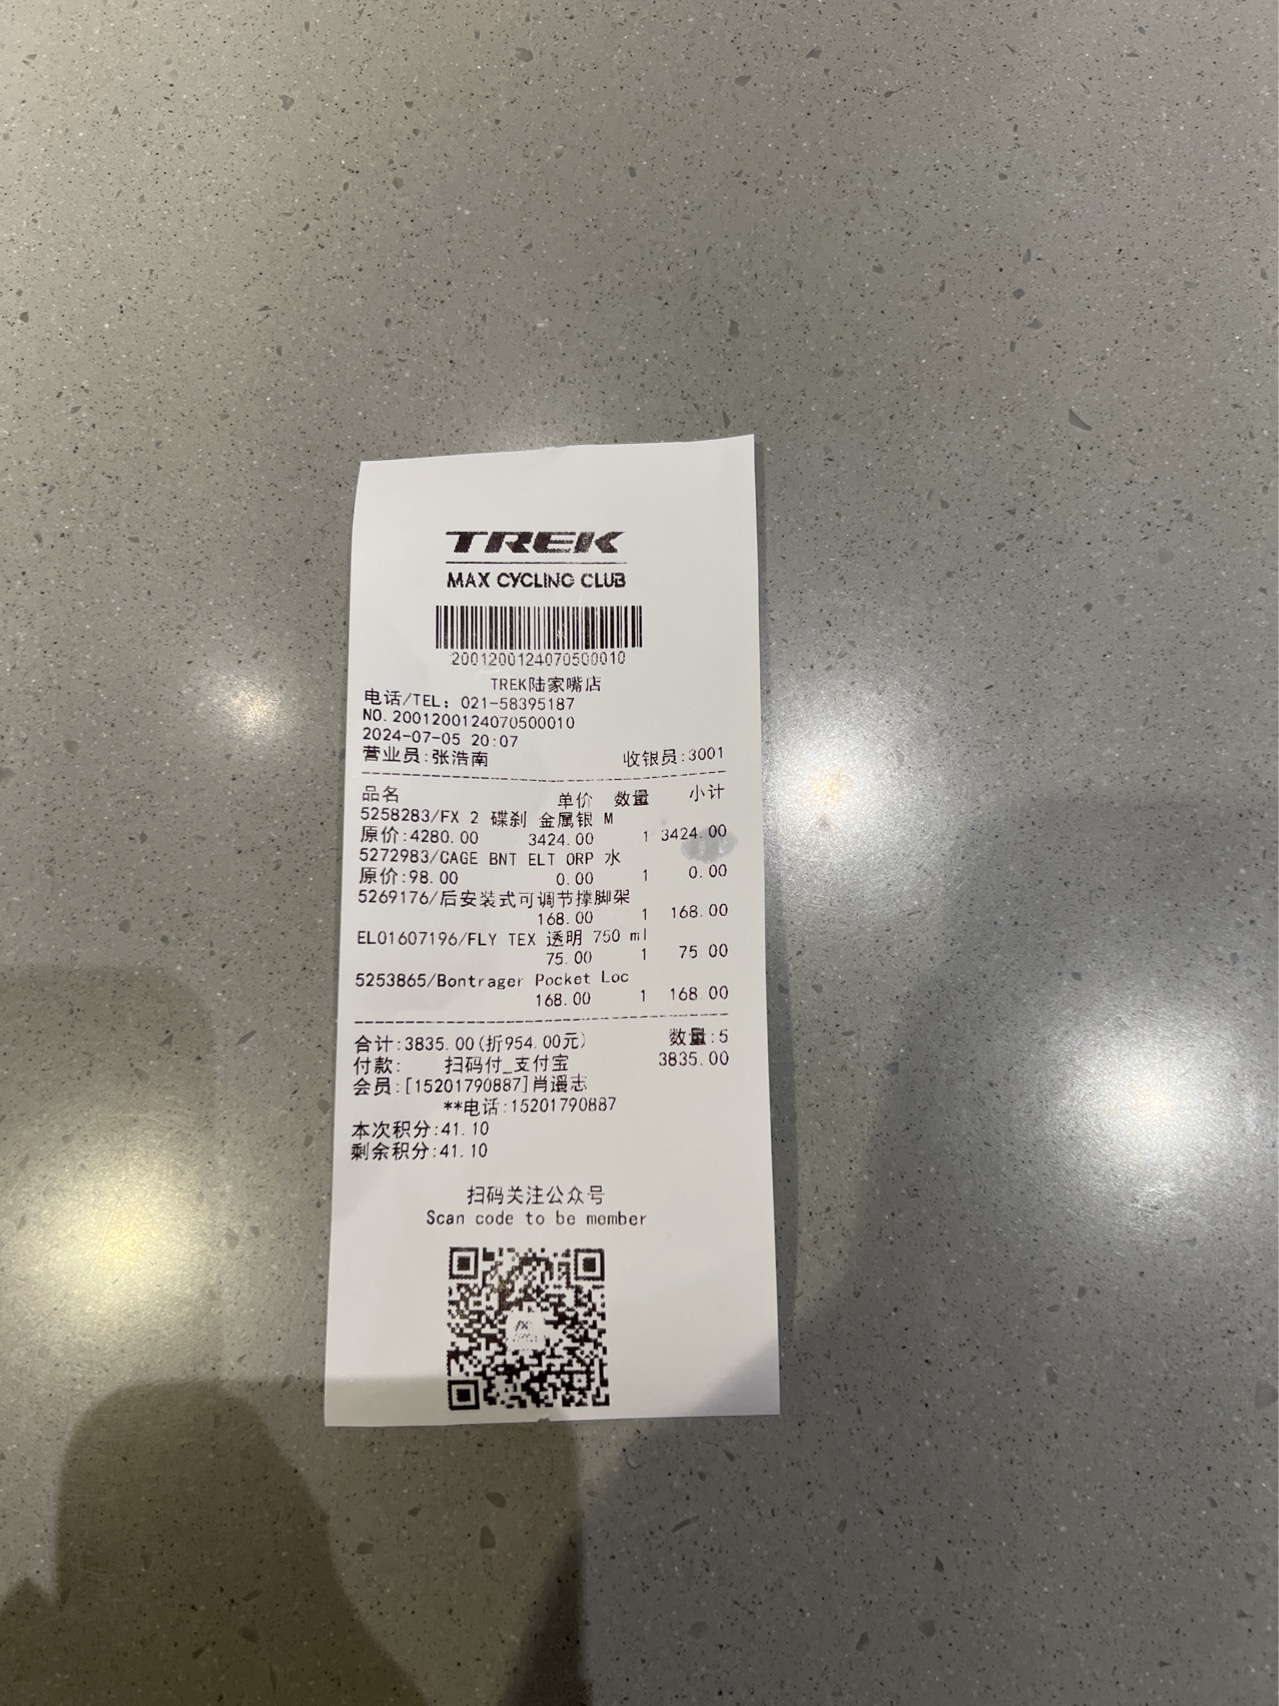 TREK
MAX CYCLING CLUB
2001200124070500010
TREK陆家嘴店
电话/TEL: 021-58395187
NO.2001200124070500010
2024-07-05 20:07
营业员:张浩南 收银员:3001
品名 单价 数量 小计
5258283/FX 2 碟刹 金属银 M
原价:4280.00 3424.00 1 3424.00
5272983/CAGE BNT ELT ORP 水
原价:98.00 0.00 1 0.00
5269176/后安装式可调节撑脚架
168.00 1 168.00
EL01607196/FLY TEX 透明 750 ml
75.00 1 75.00
5253865/Bontrager Pocket Loc
168.00 1 168.00
合计:3835.00(折954.00元) 数量:5
付款: 扫码付_支付宝 3835.00
会员:[15201790887]肖遥志
**电话:15201790887
本次积分:41.10
剩余积分:41.10
扫码关注公众号
Scan code to be member